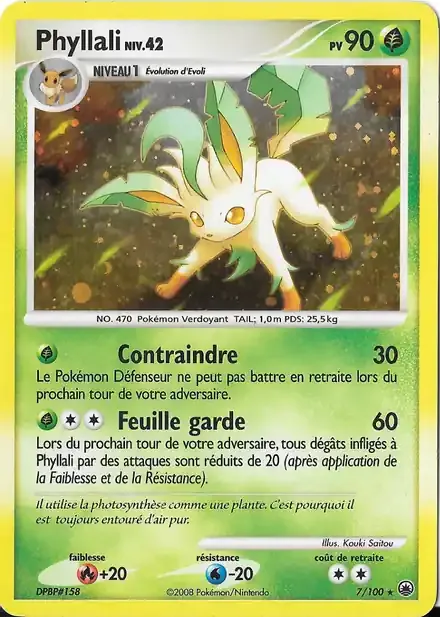 Phyllali NIV.42 PV 90
NIVEAU 1 Évolution d'Evoli
NO. 470 Pokémon Verdoyant TAIL; 1,0m PDS: 25,5kg
Contraindre 30
Le Pokémon Défenseur ne peut pas battre en retraite lors du
prochain tour de votre adversaire.
Feuille garde 60
Lors du prochain tour de votre adversaire, tous dégâts infligés à
Phyllali par des attaques sont réduits de 20 (après application de
la Faiblesse et de la Résistance).
Il utilise la photosynthèse comme une plante. C'est pourquoi il
est toujours entouré d'air pur.
Illus. Kouki Saitou
faiblesse résistance coût de retraite
+20 -20
DPBP#158 ©2008 Pokémon/Nintendo 7/100 ★